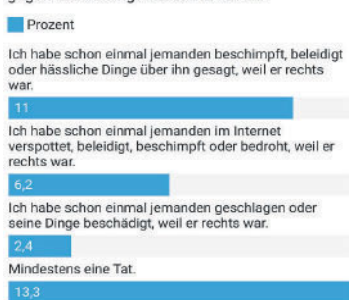 Prozent
Ich habe schon einmal jemanden beschimpft, beleidigt
oder hässliche Dinge über ihn gesagt, weil er rechts
war.
11
Ich habe schon einmal jemanden im Internet
verspottet, beleidigt, beschimpft oder bedroht, weil er
rechts war.
6,2
Ich habe schon einmal jemanden geschlagen oder
seine Dinge beschädigt, weil er rechts war.
2,4
Mindestens eine Tat.
13,3